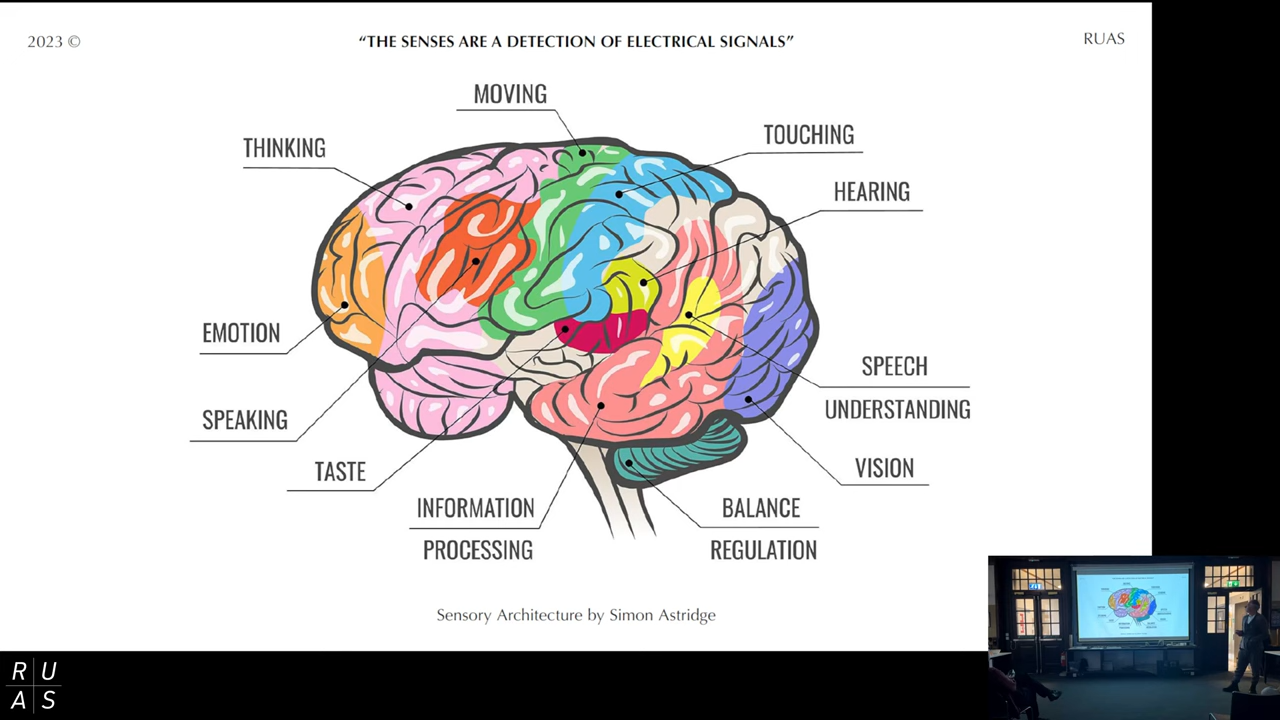 2023 ©
“THE SENSES ARE A DETECTION OF ELECTRICAL SIGNALS”
RUAS
MOVING
THINKING
TOUCHING
HEARING
EMOTION
SPEECH
UNDERSTANDING
SPEAKING
TASTE
VISION
INFORMATION
PROCESSING
BALANCE
REGULATION
Sensory Architecture by Simon Astridge
R U
A S